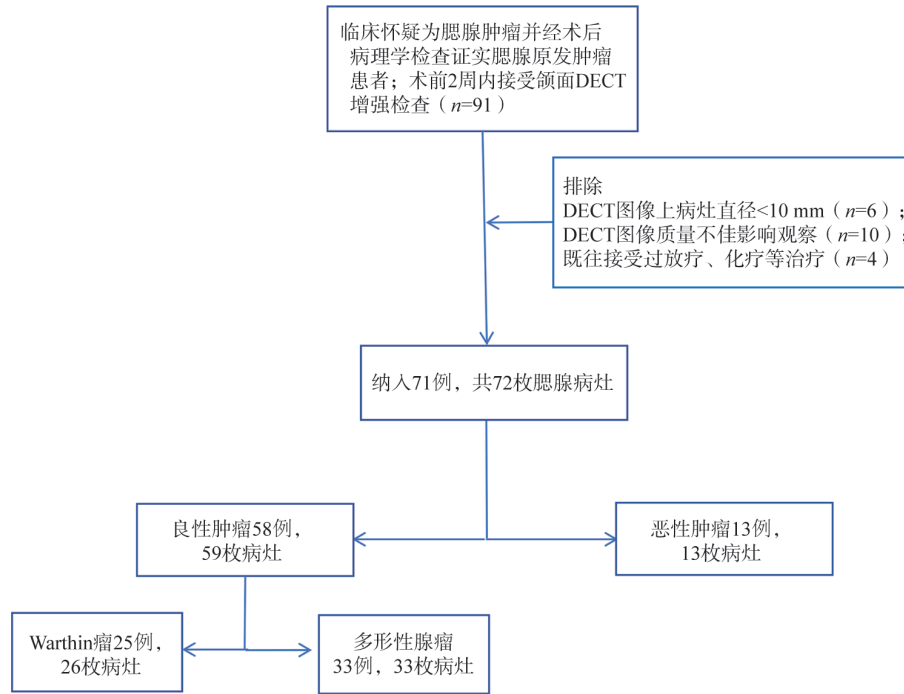 临床怀疑为腮腺肿瘤并经术后
病理学检查证实腮腺原发肿瘤
患者；术前2周内接受颌面DECT
增强检查（n=91）
排除
DECT图像上病灶直径<10 mm（n=6）；
DECT图像质量不佳影响观察（n=10）；
既往接受过放疗、化疗等治疗（n=4）
纳入71例，共72枚腮腺病灶
良性肿瘤58例，
59枚病灶
恶性肿瘤13例，
13枚病灶
Warthin瘤25例，
26枚病灶
多形性腺瘤
33例，33枚病灶